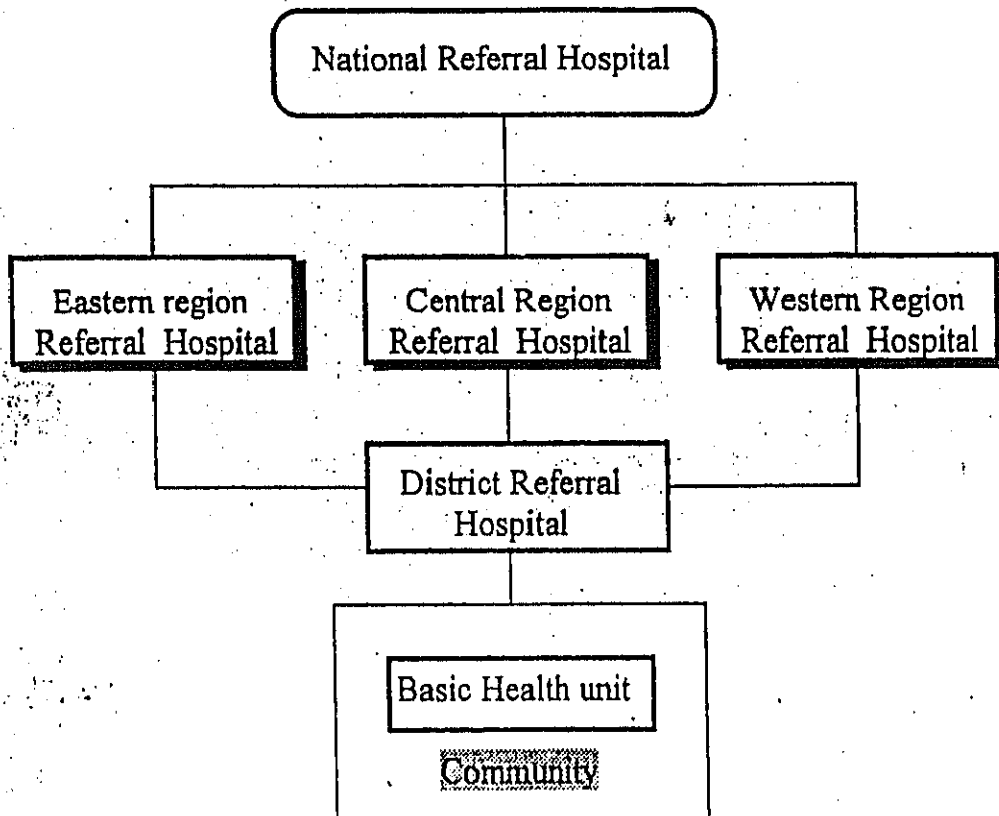 National Referral Hospital
Eastern region
Referral Hospital
Central Region
Referral Hospital
Western Region
Referral Hospital
District Referral
Hospital
Basic Health unit
Community